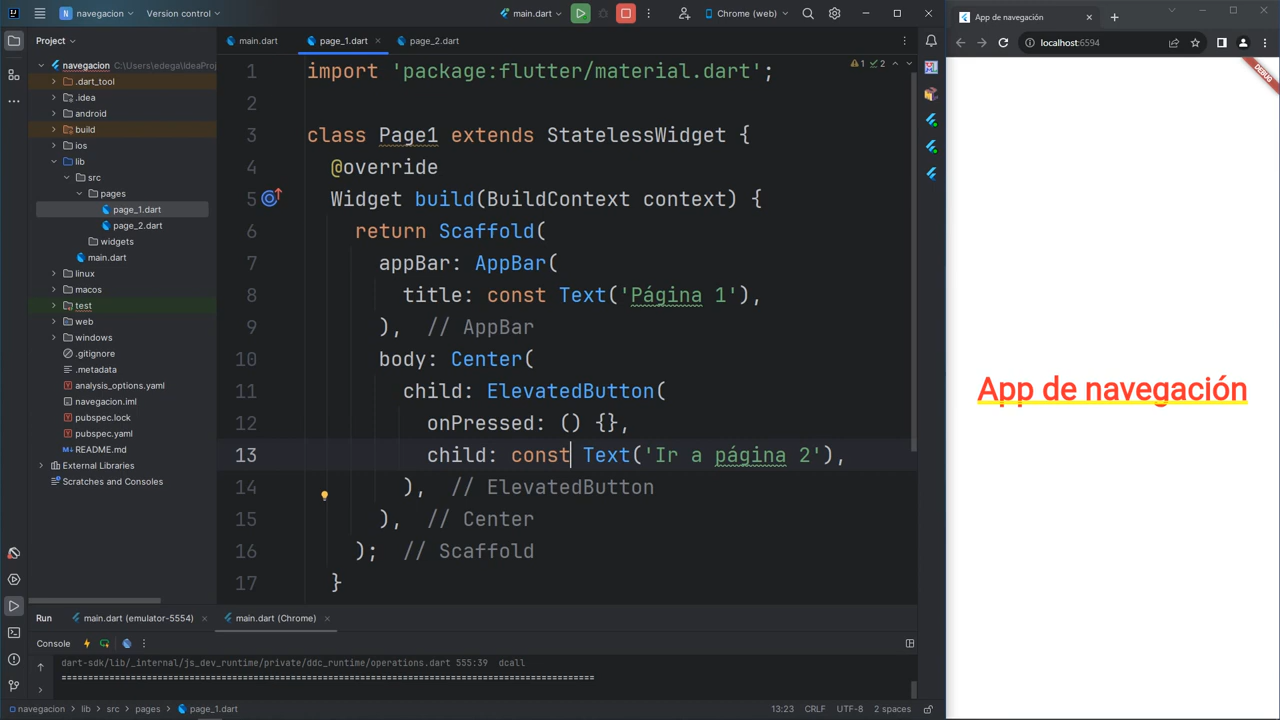 navegacion
Version control
main.dart
Chrome (web)
App de navegación
localhost:6594
DEBUG
Project
main.dart
page_1.dart
page_2.dart
navegacion C:\Users\edega\IdeaProj
.dart_tool
.idea
android
build
ios
lib
src
pages
page_1.dart
page_2.dart
widgets
main.dart
linux
macos
test
web
windows
.gitignore
.metadata
analysis_options.yaml
navegacion.iml
pubspec.lock
pubspec.yaml
README.md
External Libraries
Scratches and Consoles
1 2
1 import 'package:flutter/material.dart';
2
3 class Page1 extends StatelessWidget {
4 @override
5 Widget build(BuildContext context) {
6 return Scaffold(
7 appBar: AppBar(
8 title: const Text('Página 1'),
9 ), // AppBar
10 body: Center(
11 child: ElevatedButton(
12 onPressed: () {},
13 child: const Text('Ir a página 2'),
14 ), // ElevatedButton
15 ), // Center
16 ); // Scaffold
17 }
App de navegación
Run
main.dart (emulator-5554)
main.dart (Chrome)
Console
dart-sdk/lib/_internal/js_dev_runtime/private/ddc_runtime/operations.dart 555:39 dcall
navegacion > lib > src > pages > page_1.dart
13:23 CRLF UTF-8 2 spaces